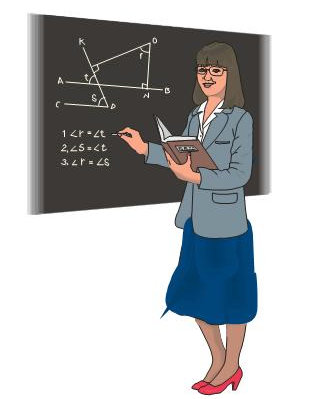 K
O
r
t
A
B
N
S
C
D
1 ∠r = ∠t
2, ∠S = ∠t
3. ∠r = ∠S